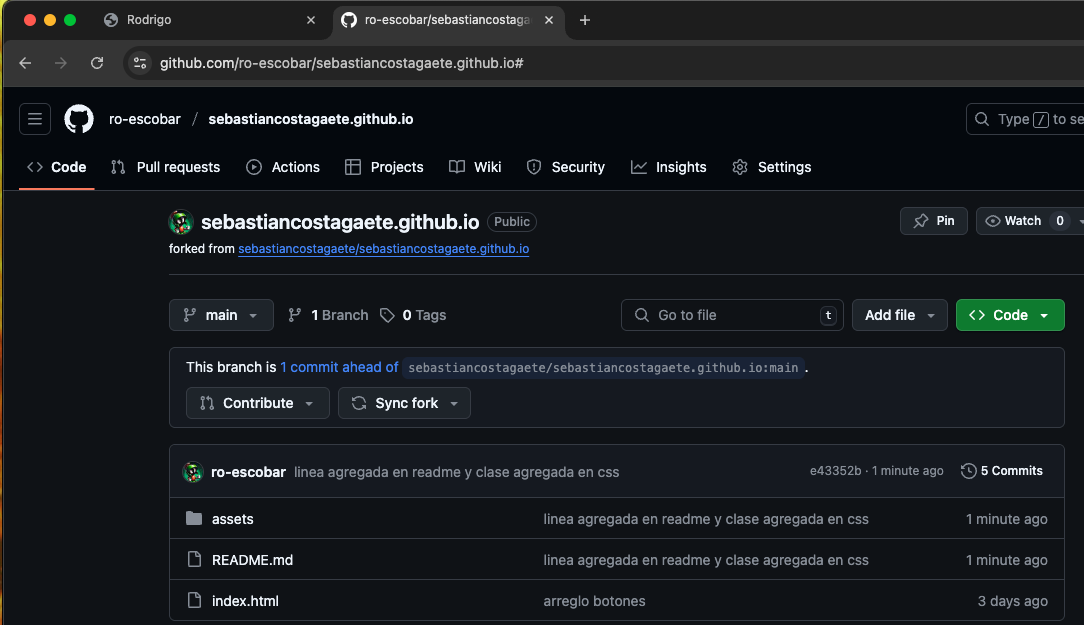 Rodrigo
ro-escobar/sebastiancostagae
github.com/ro-escobar/sebastiancostagaete.github.io#
ro-escobar / sebastiancostagaete.github.io
Type / to se
Code Pull requests Actions Projects Wiki Security Insights Settings
sebastiancostagaete.github.io Public
Pin Watch 0
forked from sebastiancostagaete/sebastiancostagaete.github.io
main 1 Branch 0 Tags Go to file t Add file Code
This branch is 1 commit ahead of sebastiancostagaete/sebastiancostagaete.github.io:main .
Contribute Sync fork
ro-escobar linea agregada en readme y clase agregada en css e43352b · 1 minute ago 5 Commits
assets linea agregada en readme y clase agregada en css 1 minute ago
README.md linea agregada en readme y clase agregada en css 1 minute ago
index.html arreglo botones 3 days ago